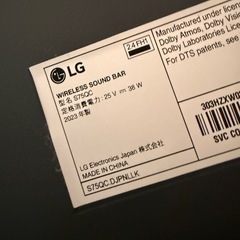 LG
24FH1
WIRELESS SOUND BAR
型名 S75QC
定格消費電力: 25 V ⎓ 38 W
2023 年製
LG Electronics Japan 株式会社
MADE IN CHINA
S75QC.DJPNLLK
Manufactured under licen
Dolby Atmos, Dolby Visi
Dolby Laboratories Licen
For DTS patents, see
303HZXW0
SVC CO